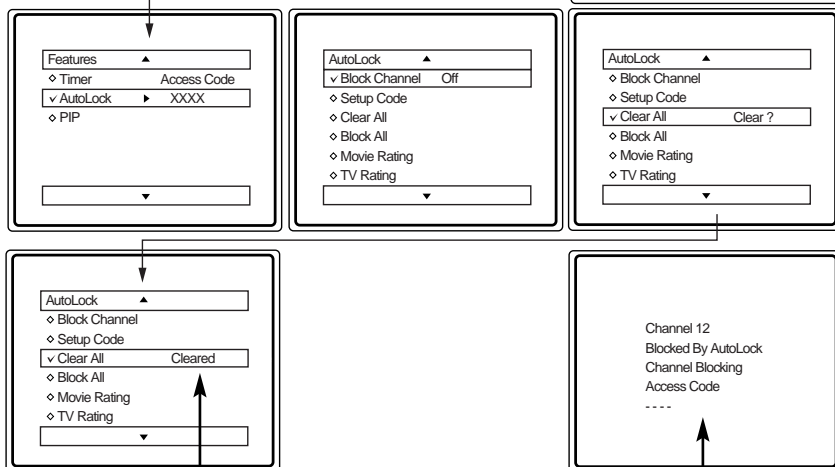 Features
Timer Access Code
AutoLock XXXX
PIP
AutoLock
Block Channel Off
Setup Code
Clear All
Block All
Movie Rating
TV Rating
AutoLock
Block Channel
Setup Code
Clear All Clear ?
Block All
Movie Rating
TV Rating
AutoLock
Block Channel
Setup Code
Clear All Cleared
Block All
Movie Rating
TV Rating
Channel 12
Blocked By AutoLock
Channel Blocking
Access Code
- - - -